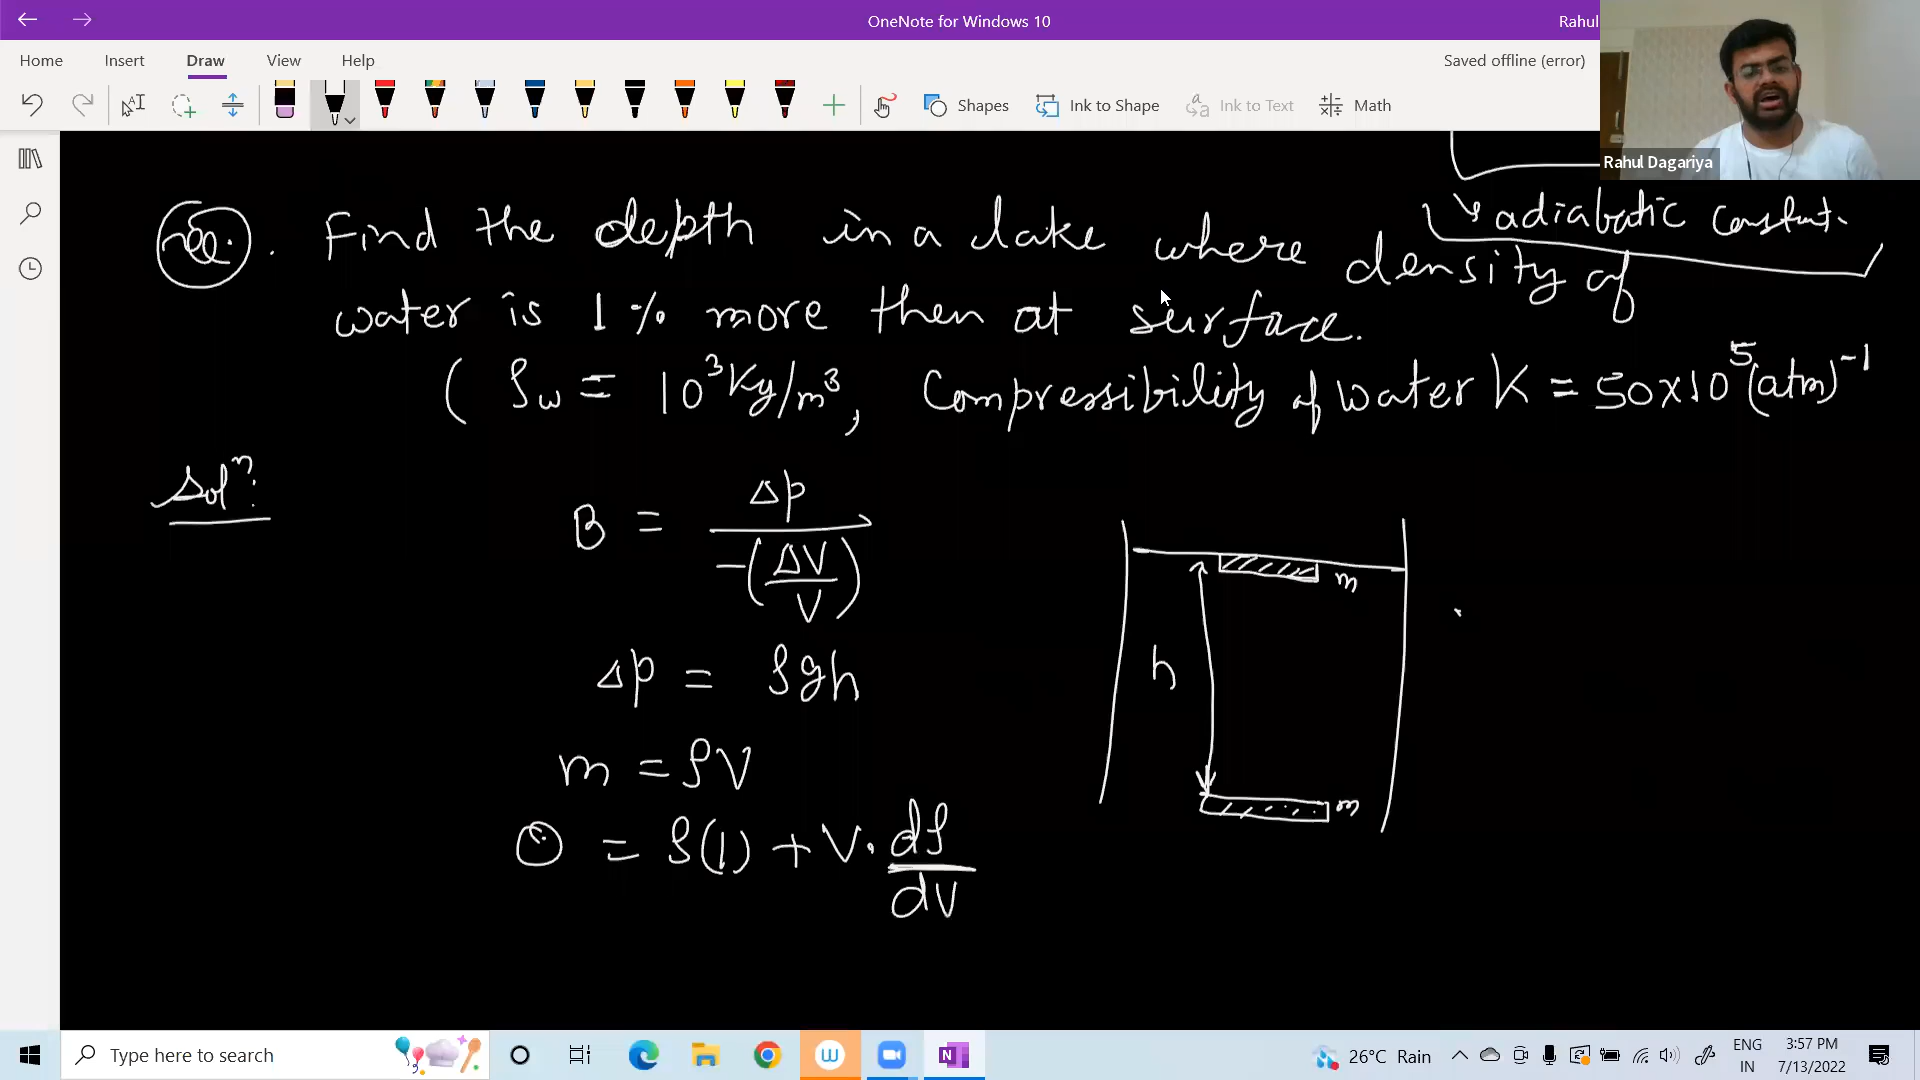 OneNote for Windows 10
Rahul
Home Insert Draw View Help
Saved offline (error)
Shapes Ink to Shape Ink to Text Math
Rahul Dagariya
adiabatic constant.
Q. Find the depth in a lake where density of
water is 1% more then at surface.
( ρw = 10³ Kg/m³, Compressibility of water K = 50×10⁵ (atm)⁻¹
Solⁿ:
B = Δp / -(ΔV/V)
Δp = ρgh
m = ρV
0 = ρ(1) + V. dρ/dV
m
h
m
Type here to search
26°C Rain
ENG
IN
3:57 PM
7/13/2022